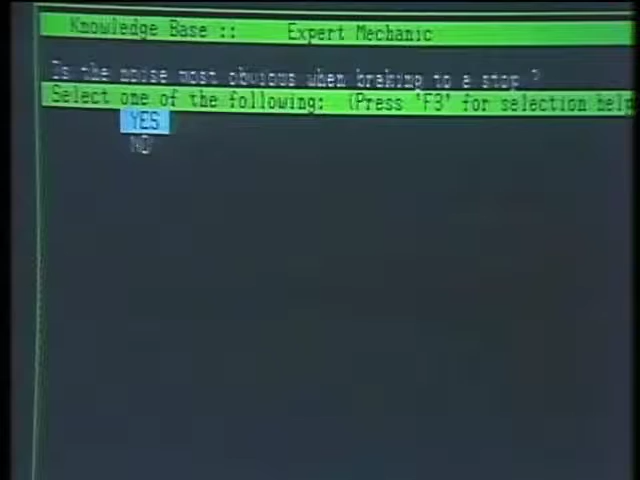 Knowledge Base :: Expert Mechanic
Is the noise most obvious when braking to a stop ?
Select one of the following: (Press 'F3' for selection help
YES
NO